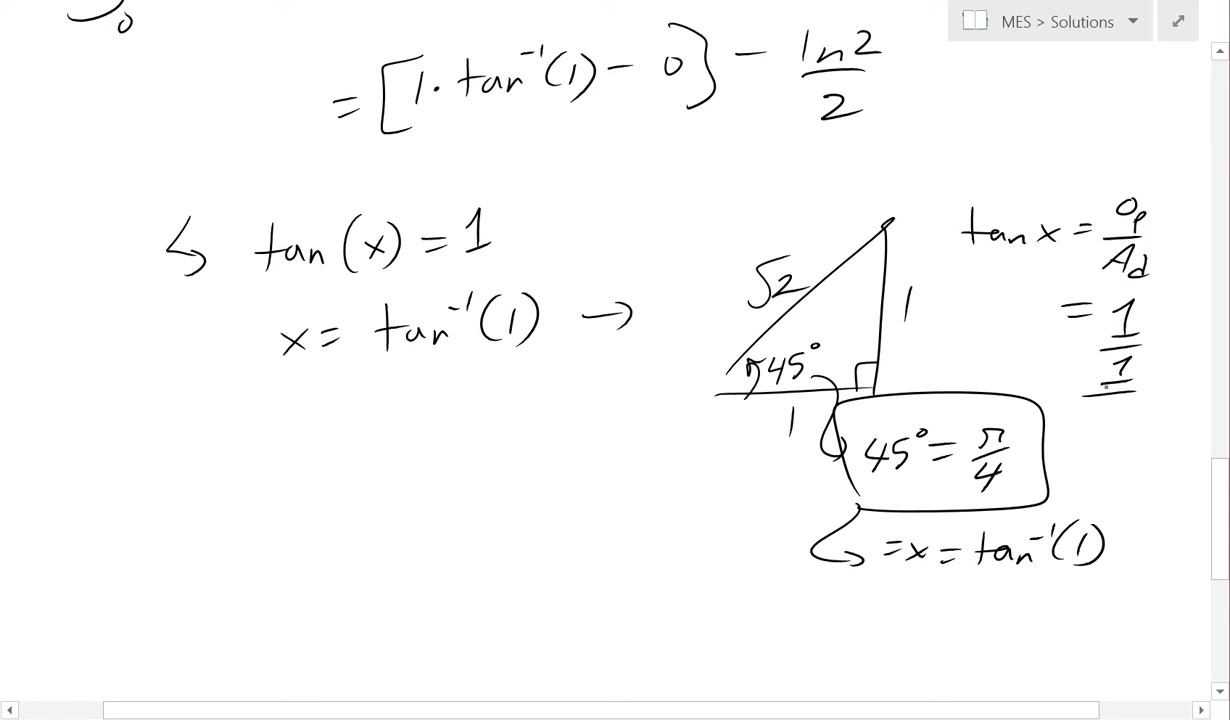 MES > Solutions
0
= [1 · tan⁻¹(1) − 0] − ln2/2
↳ tan(x) = 1
x = tan⁻¹(1) →
√2
1
45°
1
tan x = Op/Ad
= 1/1
45° = π/4
↳ = x = tan⁻¹(1)